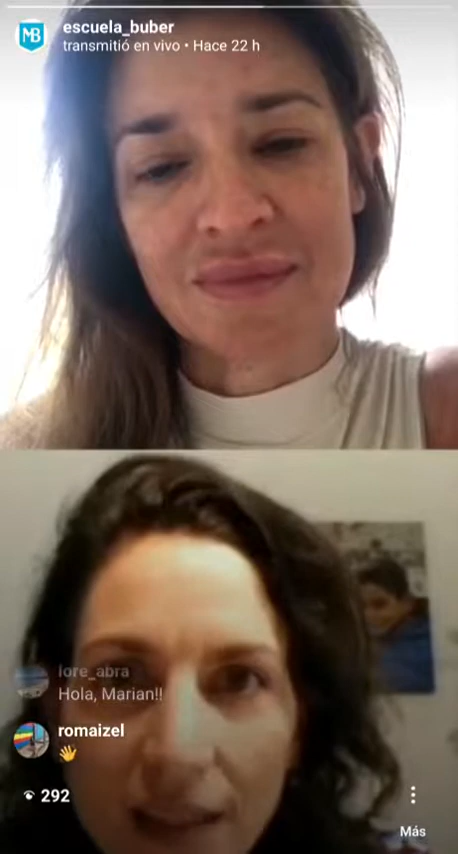 MB
escuela_buber
transmitió en vivo • Hace 22 h
lore_abra
Hola, Marian!!
romaizel
👋
292
Más